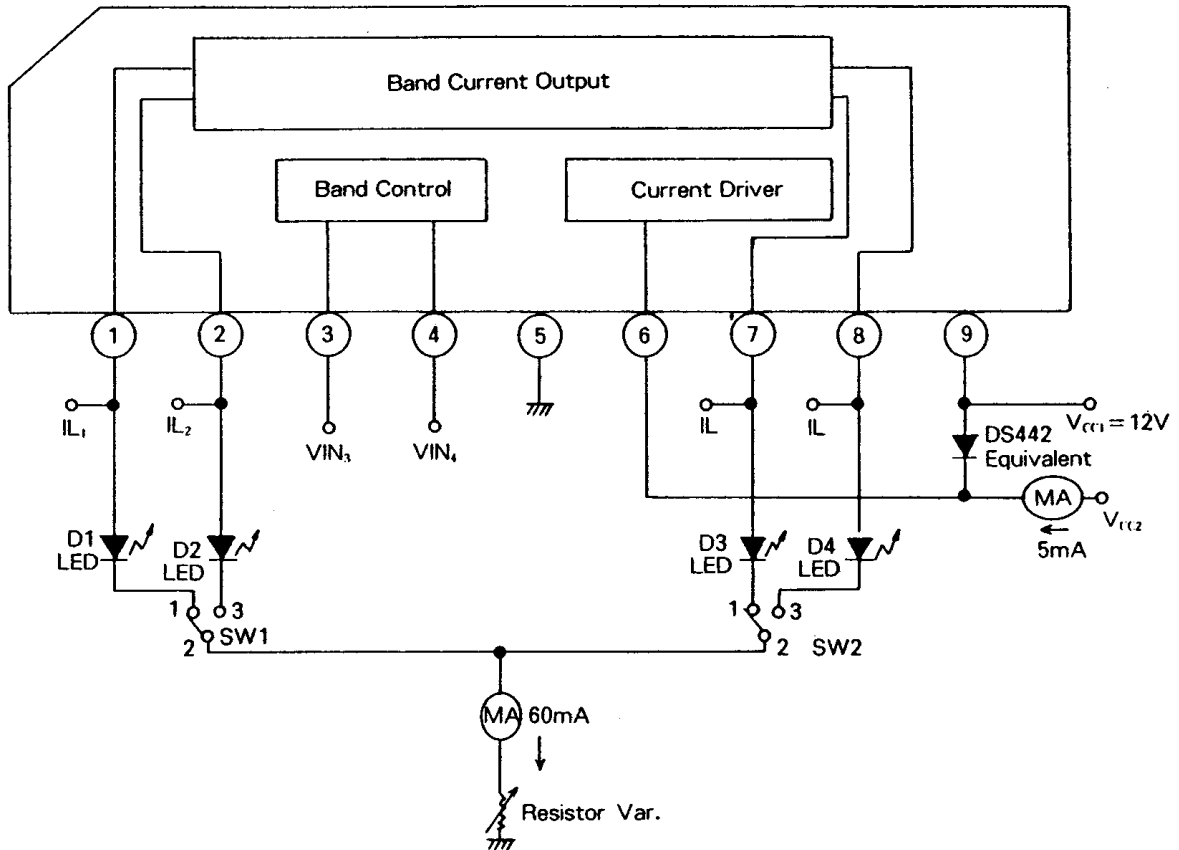 Band Current Output
Band Control
Current Driver
1
2
3
4
5
6
7
8
9
IL₁
IL₂
VIN₃
VIN₄
IL
IL
VCC1 = 12V
DS442
Equivalent
MA
VCC2
5mA
D1
LED
D2
LED
D3
LED
D4
LED
1
3
2
SW1
1
3
2
SW2
MA
60mA
Resistor Var.